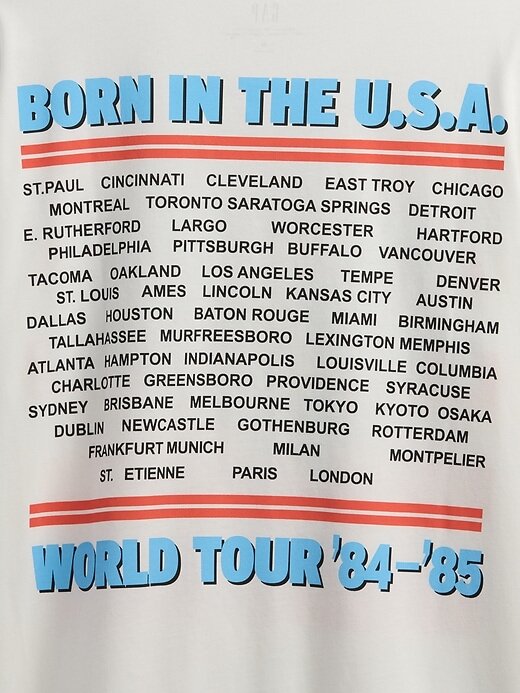 GAP
BORN IN THE U.S.A.
ST.PAUL CINCINNATI CLEVELAND EAST TROY CHICAGO
MONTREAL TORONTO SARATOGA SPRINGS DETROIT
E. RUTHERFORD LARGO WORCESTER HARTFORD
PHILADELPHIA PITTSBURGH BUFFALO VANCOUVER
TACOMA OAKLAND LOS ANGELES TEMPE DENVER
ST. LOUIS AMES LINCOLN KANSAS CITY AUSTIN
DALLAS HOUSTON BATON ROUGE MIAMI BIRMINGHAM
TALLAHASSEE MURFREESBORO LEXINGTON MEMPHIS
ATLANTA HAMPTON INDIANAPOLIS LOUISVILLE COLUMBIA
CHARLOTTE GREENSBORO PROVIDENCE SYRACUSE
SYDNEY BRISBANE MELBOURNE TOKYO KYOTO OSAKA
DUBLIN NEWCASTLE GOTHENBURG ROTTERDAM
FRANKFURT MUNICH MILAN MONTPELIER
ST. ETIENNE PARIS LONDON
WORLD TOUR '84–'85